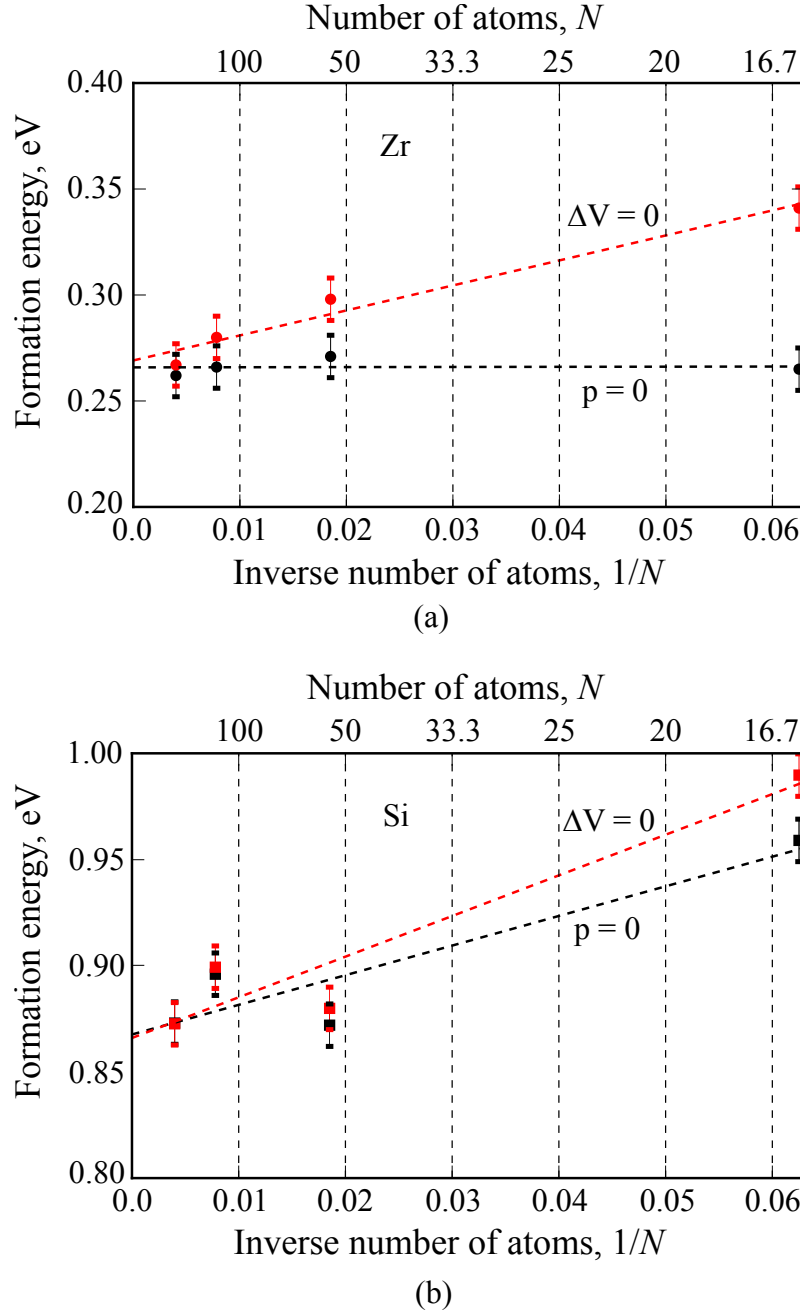 Number of atoms, N
100 50 33.3 25 20 16.7
0.40
Zr
0.35
ΔV = 0
0.30
p = 0
0.25
0.20
Formation energy, eV
0.0 0.01 0.02 0.03 0.04 0.05 0.06
Inverse number of atoms, 1/N
(a)
Number of atoms, N
100 50 33.3 25 20 16.7
1.00
Si
ΔV = 0
0.95
p = 0
0.90
0.85
0.80
Formation energy, eV
0.0 0.01 0.02 0.03 0.04 0.05 0.06
Inverse number of atoms, 1/N
(b)